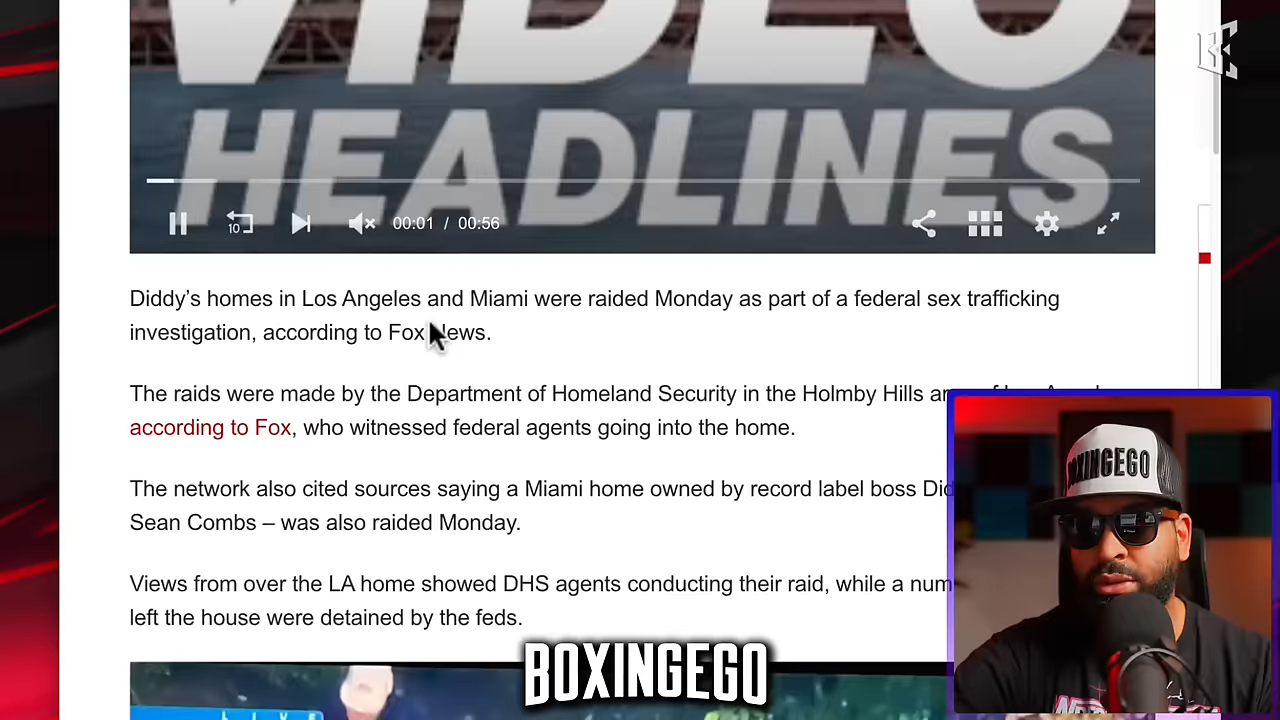 VIDEO
HEADLINES
10
00:01 / 00:56
Diddy’s homes in Los Angeles and Miami were raided Monday as part of a federal sex trafficking
investigation, according to Fox News.
The raids were made by the Department of Homeland Security in the Holmby Hills
according to Fox, who witnessed federal agents going into the home.
The network also cited sources saying a Miami home owned by record label boss
Sean Combs – was also raided Monday.
Views from over the LA home showed DHS agents conducting their raid, while a
left the house were detained by the feds.
BOXINGEGO
LIVE
BOXINGEGO